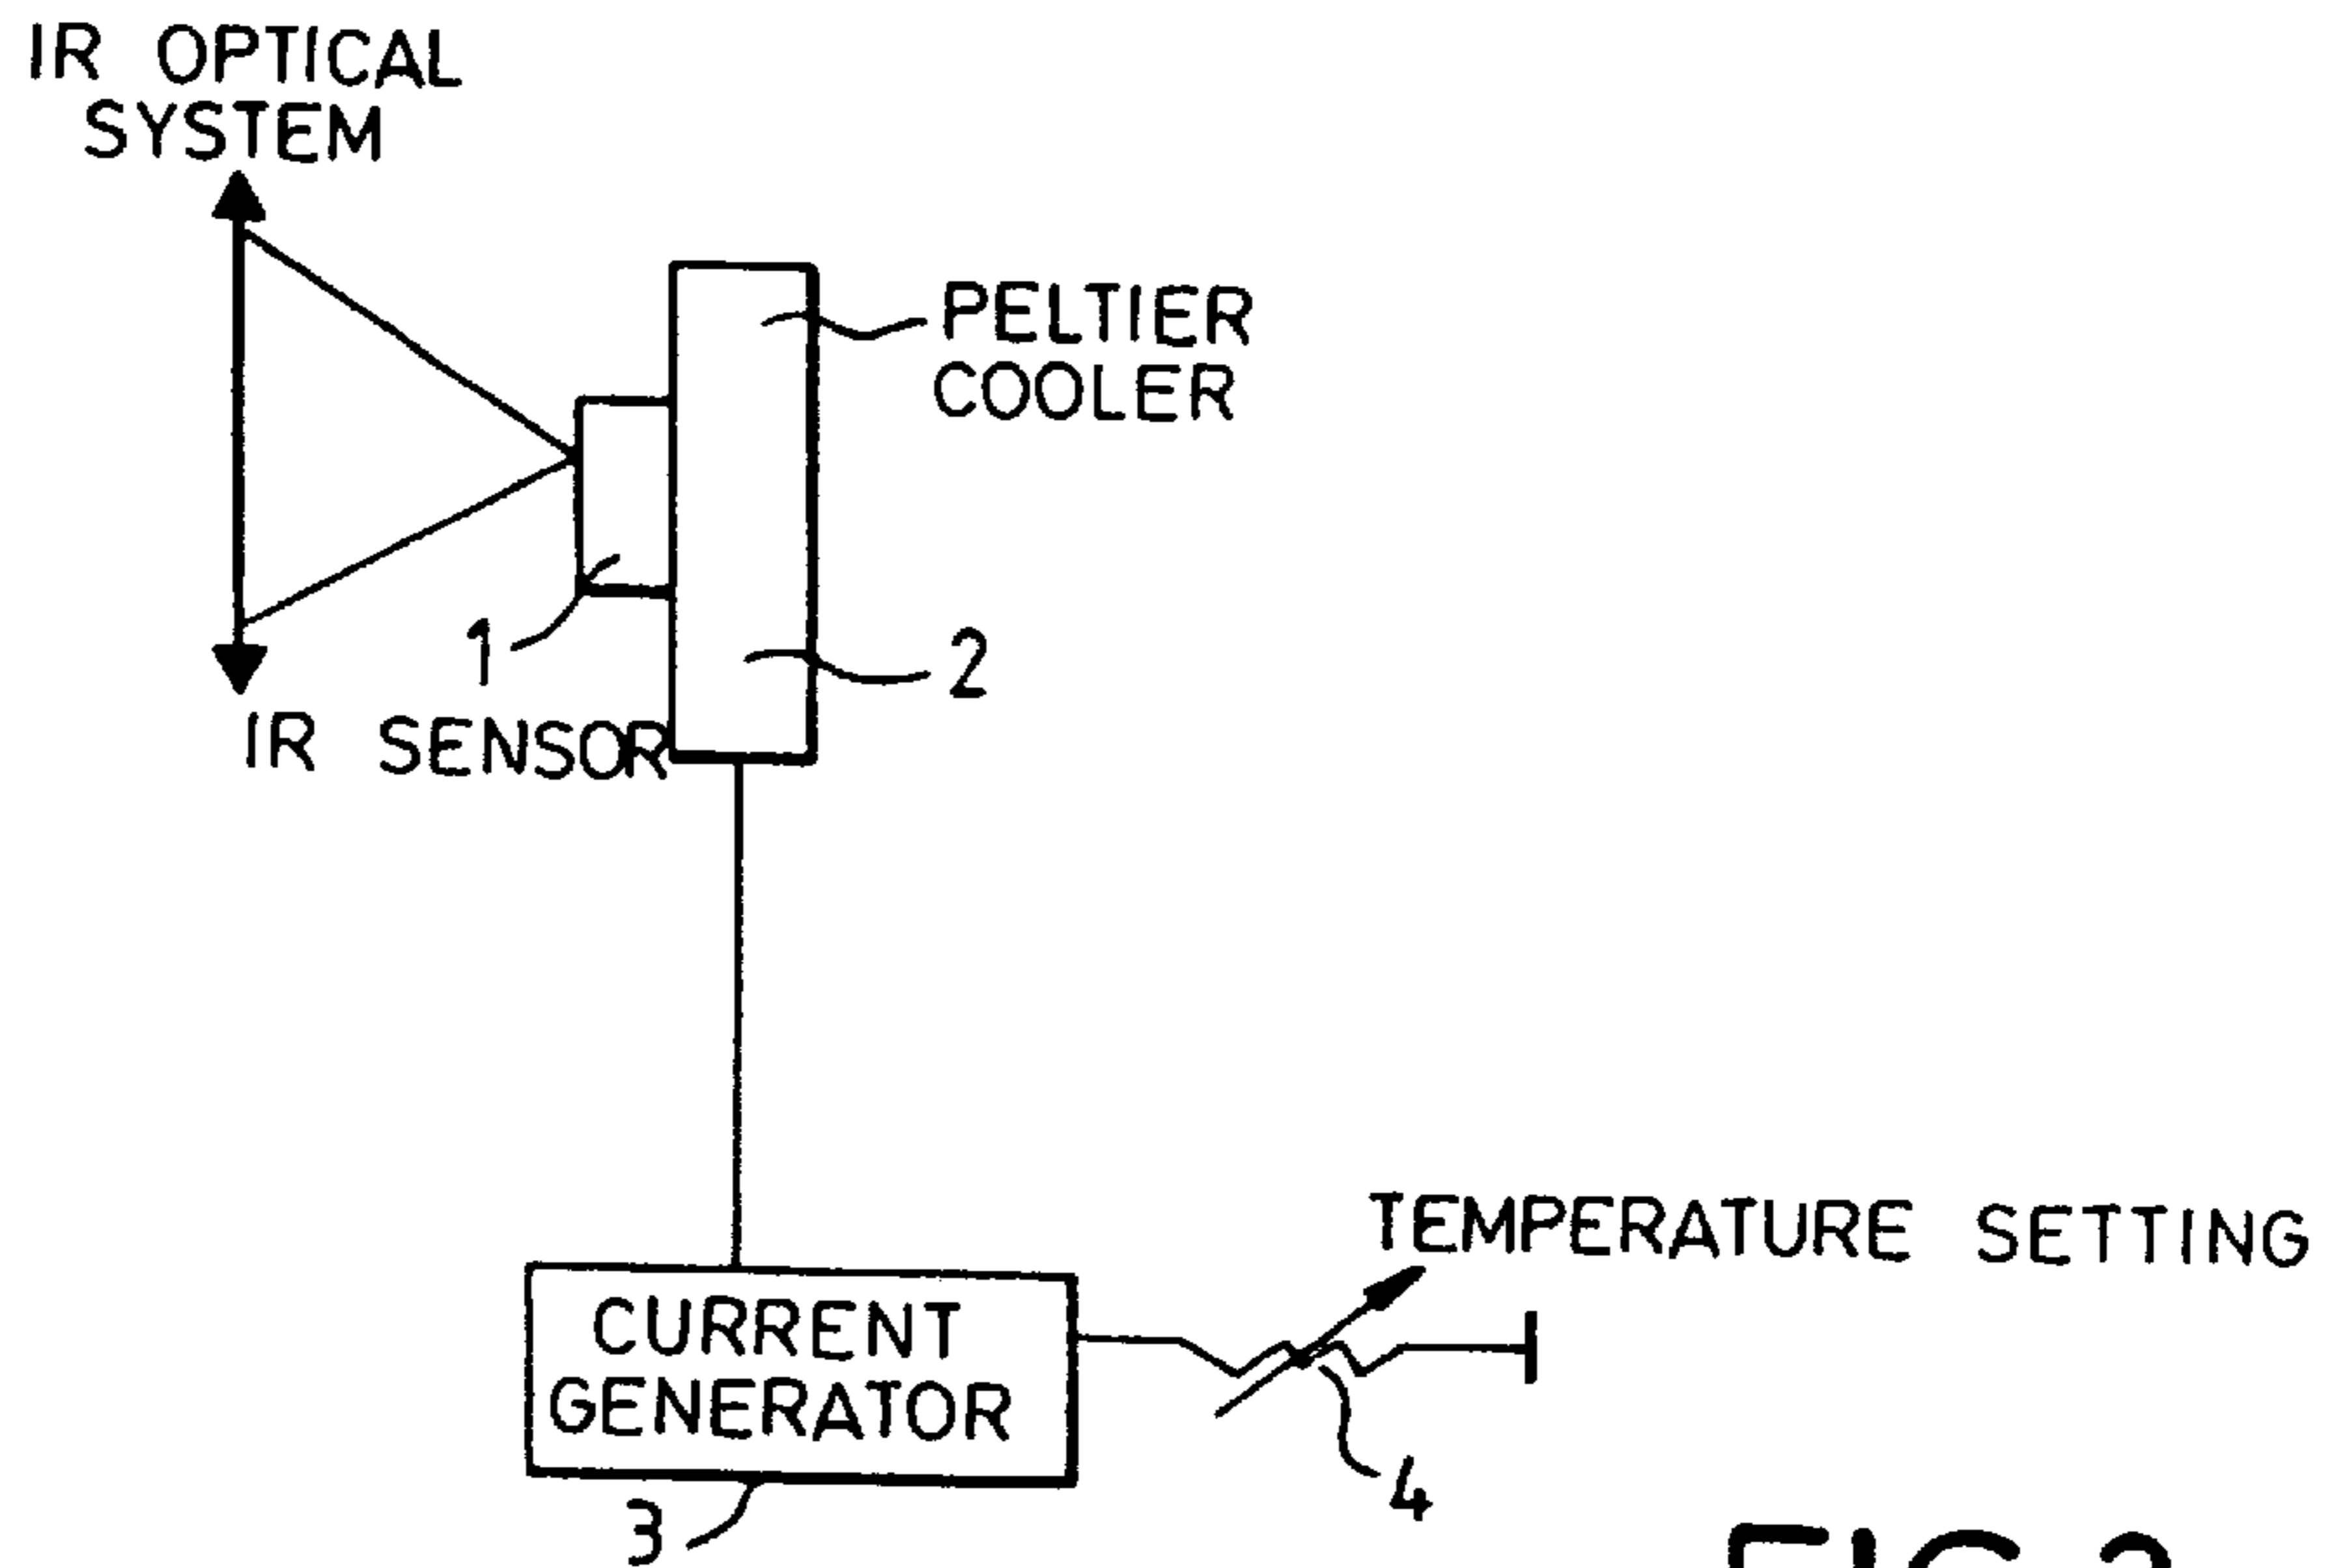 IR OPTICAL
SYSTEM
PELTIER
COOLER
1
2
IR SENSOR
TEMPERATURE SETTING
CURRENT
GENERATOR
3
4